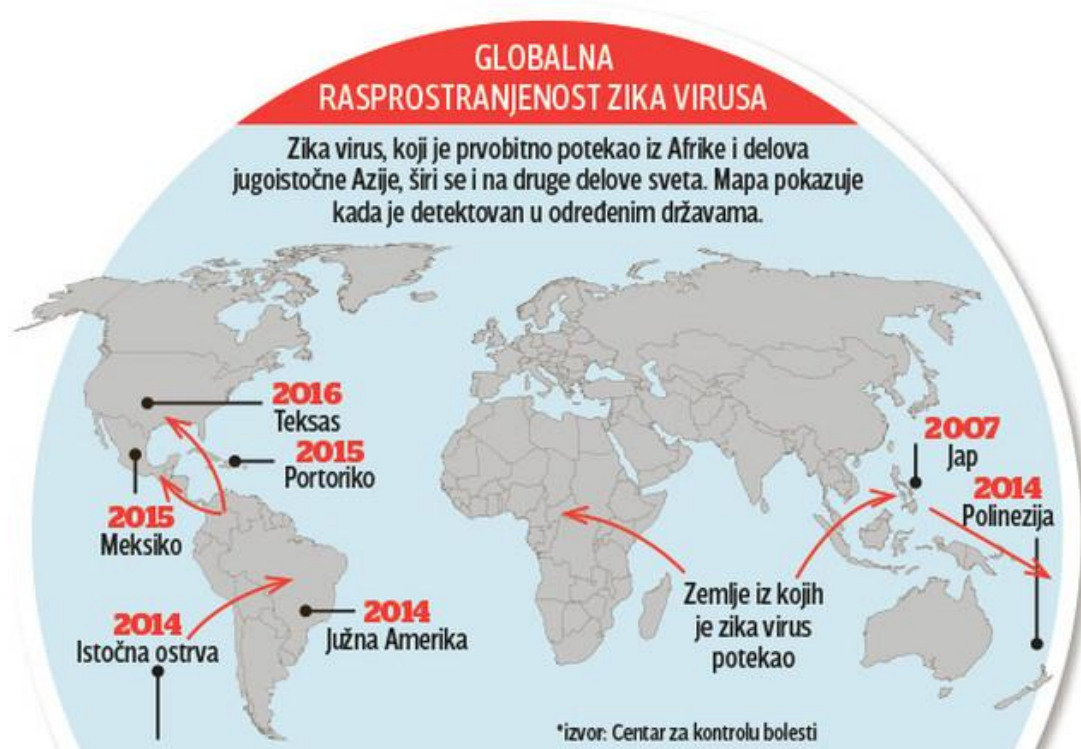 GLOBALNA
RASPROSTRANJENOST ZIKA VIRUSA
Zika virus, koji je prvobitno potekao iz Afrike i delova
jugoistočne Azije, širi se i na druge delove sveta. Mapa pokazuje
kada je detektovan u određenim državama.
2016
Teksas
2015
Portoriko
2015
Meksiko
2014
Istočna ostrva
2014
Južna Amerika
Zemlje iz kojih
je zika virus
potekao
2007
Jap
2014
Polinezija
*izvor: Centar za kontrolu bolesti